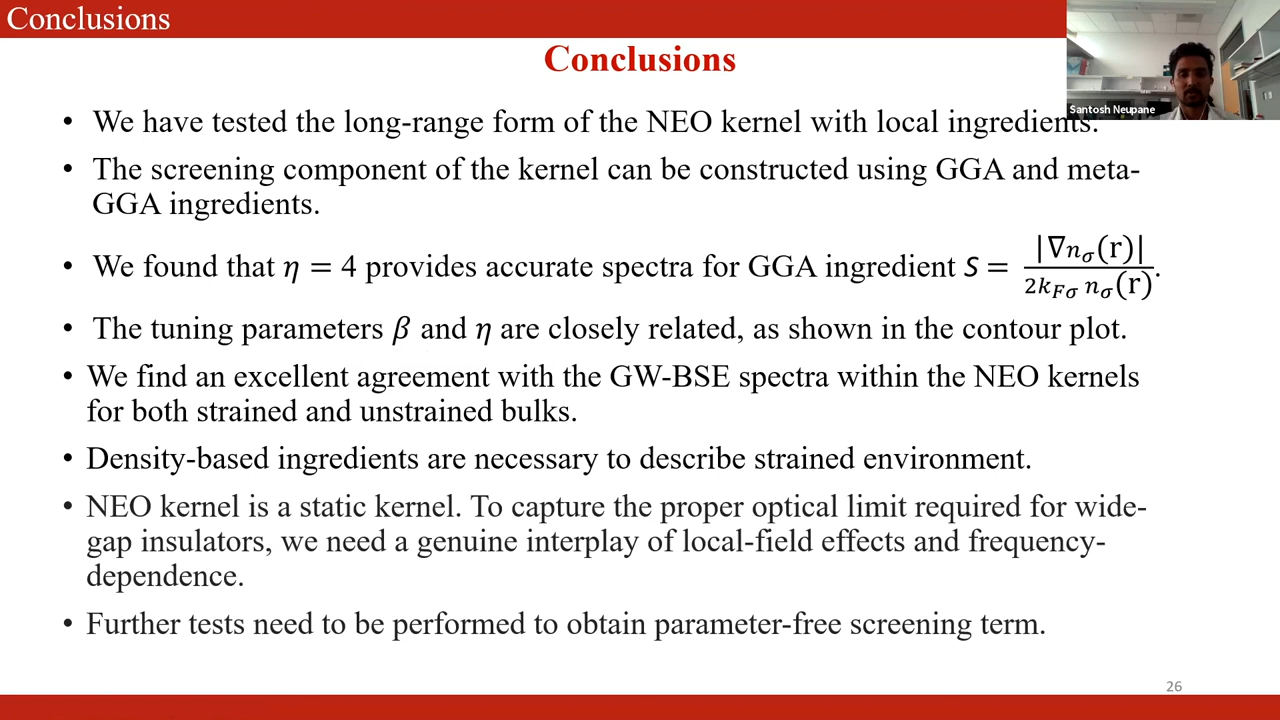 Conclusions
Conclusions
Santosh Neupane
• We have tested the long-range form of the NEO kernel with local ingredients.
• The screening component of the kernel can be constructed using GGA and meta-
GGA ingredients.
• We found that η = 4 provides accurate spectra for GGA ingredient s = |∇nσ(r)| / 2kFσ nσ(r).
• The tuning parameters β and η are closely related, as shown in the contour plot.
• We find an excellent agreement with the GW-BSE spectra within the NEO kernels
for both strained and unstrained bulks.
• Density-based ingredients are necessary to describe strained environment.
• NEO kernel is a static kernel. To capture the proper optical limit required for wide-
gap insulators, we need a genuine interplay of local-field effects and frequency-
dependence.
• Further tests need to be performed to obtain parameter-free screening term.
26